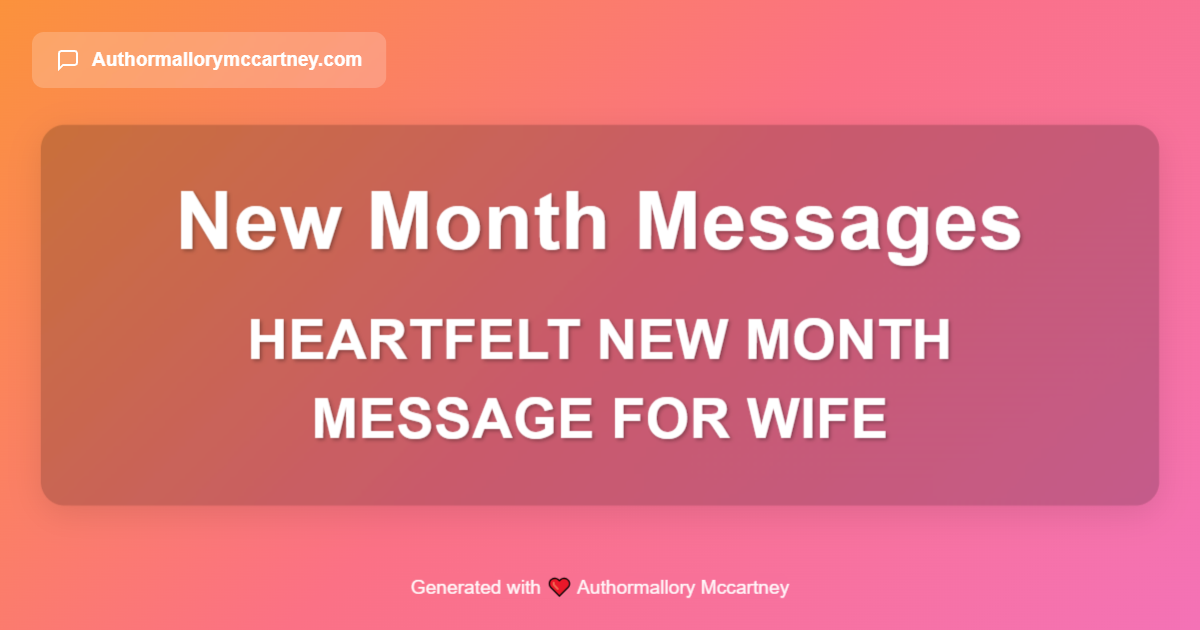 Authormallorymccartney.com
New Month Messages
HEARTFELT NEW MONTH
MESSAGE FOR WIFE
Generated with ❤️ Authormallory Mccartney